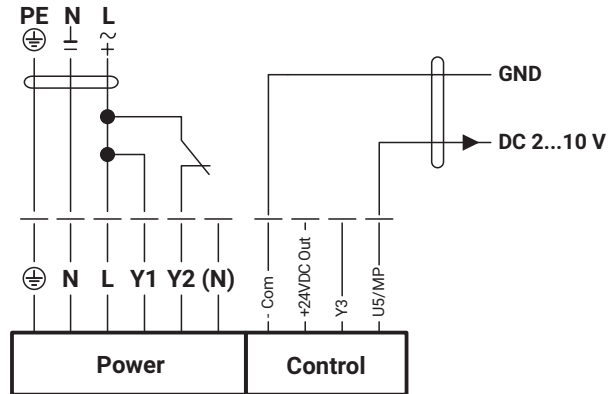 PE N L
GND
DC 2...10 V
N L Y1 Y2 (N)
- Com
+24VDC Out
Y3
U5/MP
Power
Control